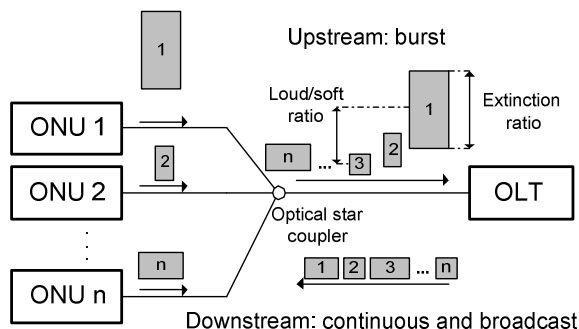 1
Upstream: burst
Loud/soft
ratio
1
Extinction
ratio
ONU 1
2
n
...
3
2
ONU 2
OLT
Optical star
coupler
n
1
2
3
...
n
ONU n
Downstream: continuous and broadcast